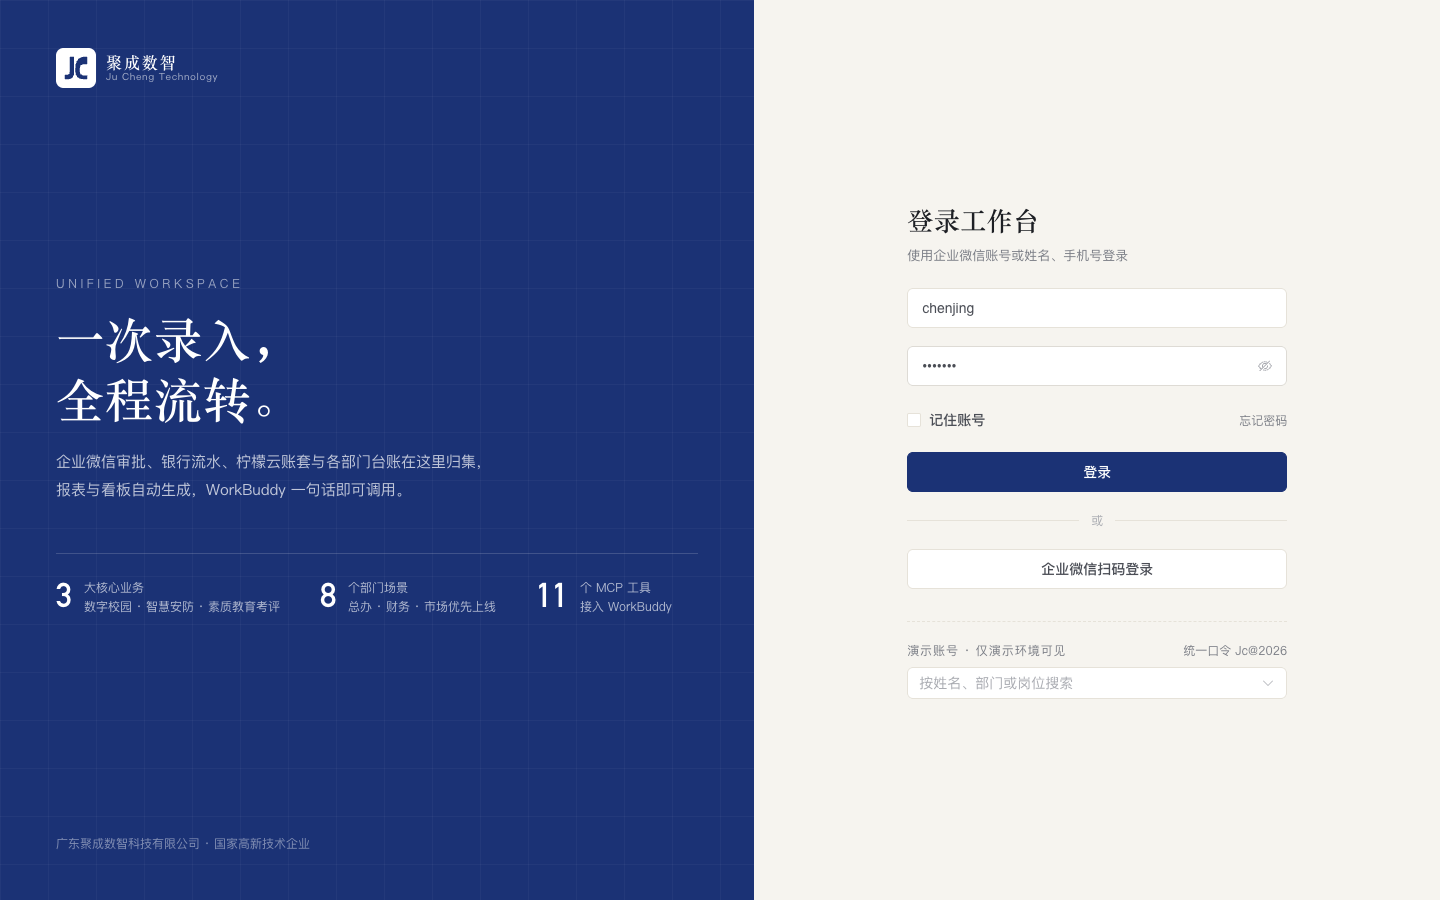 JC
聚成数智
Ju Cheng Technology
UNIFIED WORKSPACE
一次录入，
全程流转。
企业微信审批、银行流水、柠檬云账套与各部门台账在这里归集，
报表与看板自动生成，WorkBuddy 一句话即可调用。
3
大核心业务
数字校园 · 智慧安防 · 素质教育考评
8
个部门场景
总办 · 财务 · 市场优先上线
11
个 MCP 工具
接入 WorkBuddy
广东聚成数智科技有限公司 · 国家高新技术企业
登录工作台
使用企业微信账号或姓名、手机号登录
chenjing
•••••••
记住账号
忘记密码
登录
或
企业微信扫码登录
演示账号 · 仅演示环境可见
统一口令 Jc@2026
按姓名、部门或岗位搜索